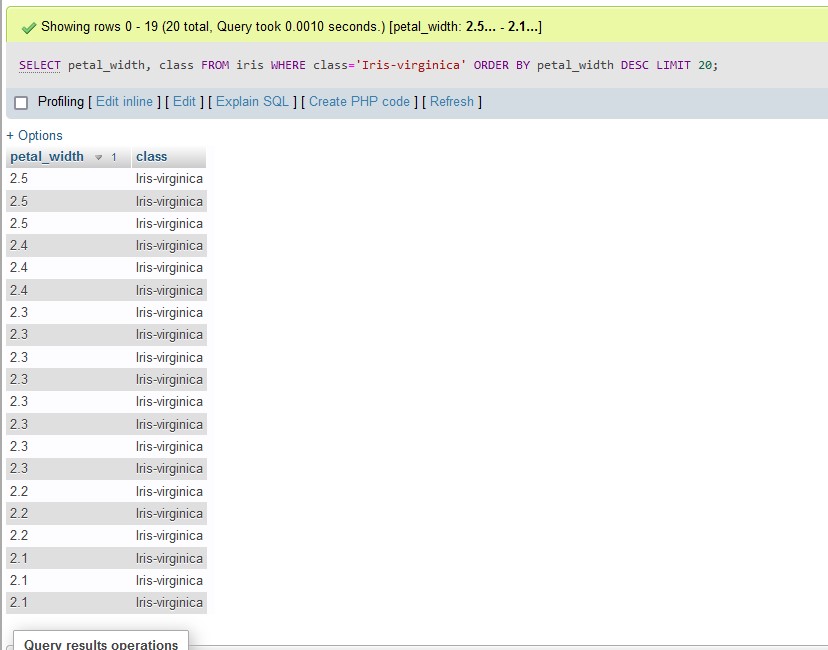 Showing rows 0 - 19 (20 total, Query took 0.0010 seconds.) [petal_width: 2.5... - 2.1...]
SELECT petal_width, class FROM iris WHERE class='Iris-virginica' ORDER BY petal_width DESC LIMIT 20;
Profiling [ Edit inline ] [ Edit ] [ Explain SQL ] [ Create PHP code ] [ Refresh ]
+ Options
petal_width 1 class
2.5 Iris-virginica
2.5 Iris-virginica
2.5 Iris-virginica
2.4 Iris-virginica
2.4 Iris-virginica
2.4 Iris-virginica
2.3 Iris-virginica
2.3 Iris-virginica
2.3 Iris-virginica
2.3 Iris-virginica
2.3 Iris-virginica
2.3 Iris-virginica
2.3 Iris-virginica
2.3 Iris-virginica
2.2 Iris-virginica
2.2 Iris-virginica
2.2 Iris-virginica
2.1 Iris-virginica
2.1 Iris-virginica
2.1 Iris-virginica
Query results operations